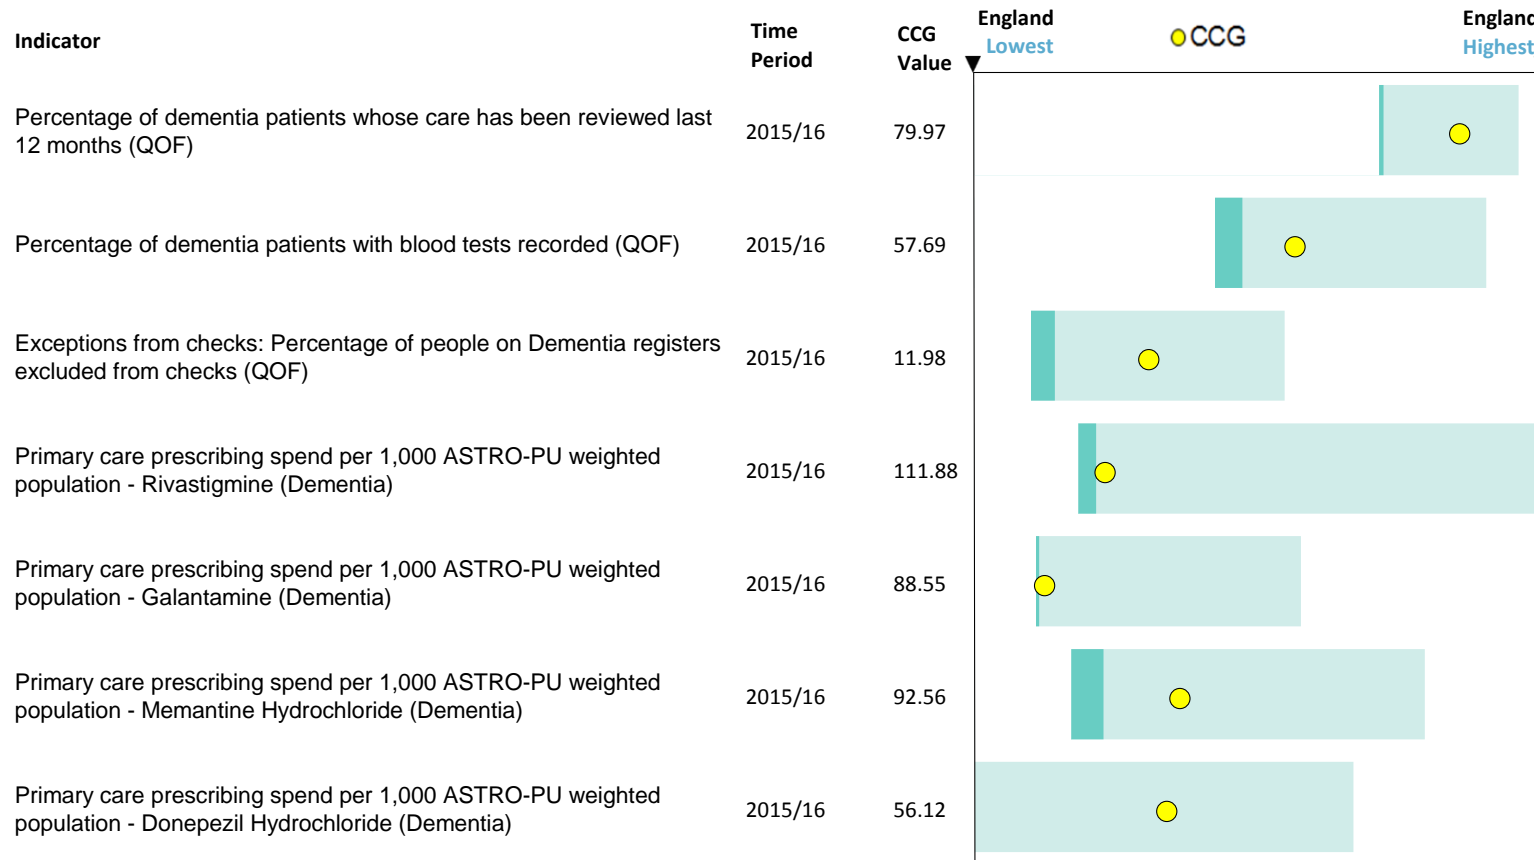 Indicator
Time
Period
CCG
Value
England
Lowest
CCG
England
Highest
Percentage of dementia patients whose care has been reviewed last
12 months (QOF)
2015/16
79.97
Percentage of dementia patients with blood tests recorded (QOF)
2015/16
57.69
Exceptions from checks: Percentage of people on Dementia registers
excluded from checks (QOF)
2015/16
11.98
Primary care prescribing spend per 1,000 ASTRO-PU weighted
population - Rivastigmine (Dementia)
2015/16
111.88
Primary care prescribing spend per 1,000 ASTRO-PU weighted
population - Galantamine (Dementia)
2015/16
88.55
Primary care prescribing spend per 1,000 ASTRO-PU weighted
population - Memantine Hydrochloride (Dementia)
2015/16
92.56
Primary care prescribing spend per 1,000 ASTRO-PU weighted
population - Donepezil Hydrochloride (Dementia)
2015/16
56.12